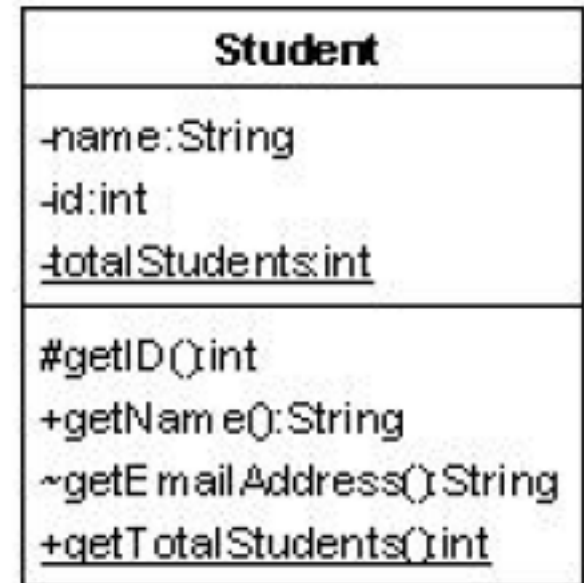 Student
-name:String
-id:int
-totalStudents:int
#getID():int
+getName():String
~getEmailAddress():String
+getTotalStudents():int